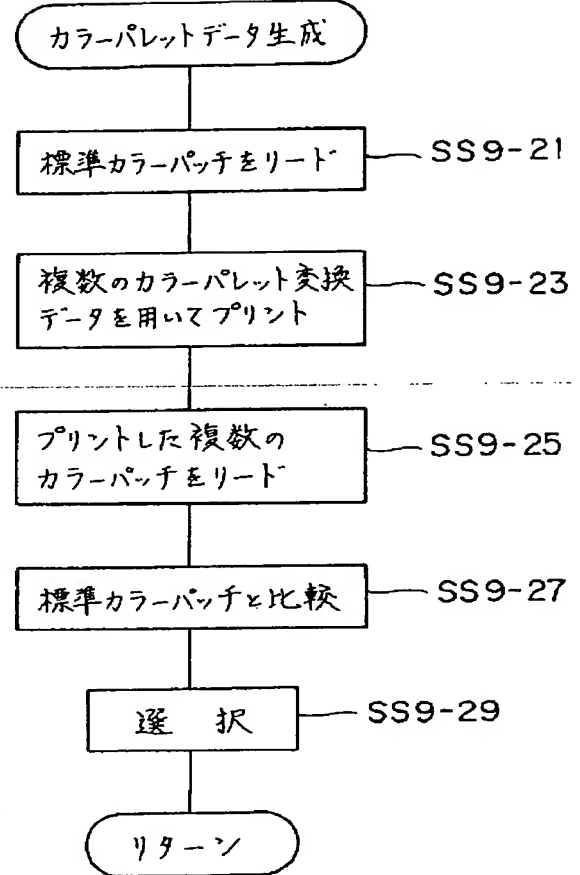 カラーパレットデータ生成
標準カラーパッチをリード
SS9-21
複数のカラーパレット変換
データを用いてプリント
SS9-23
プリントした複数の
カラーパッチをリード
SS9-25
標準カラーパッチと比較
SS9-27
選 択
SS9-29
リターン